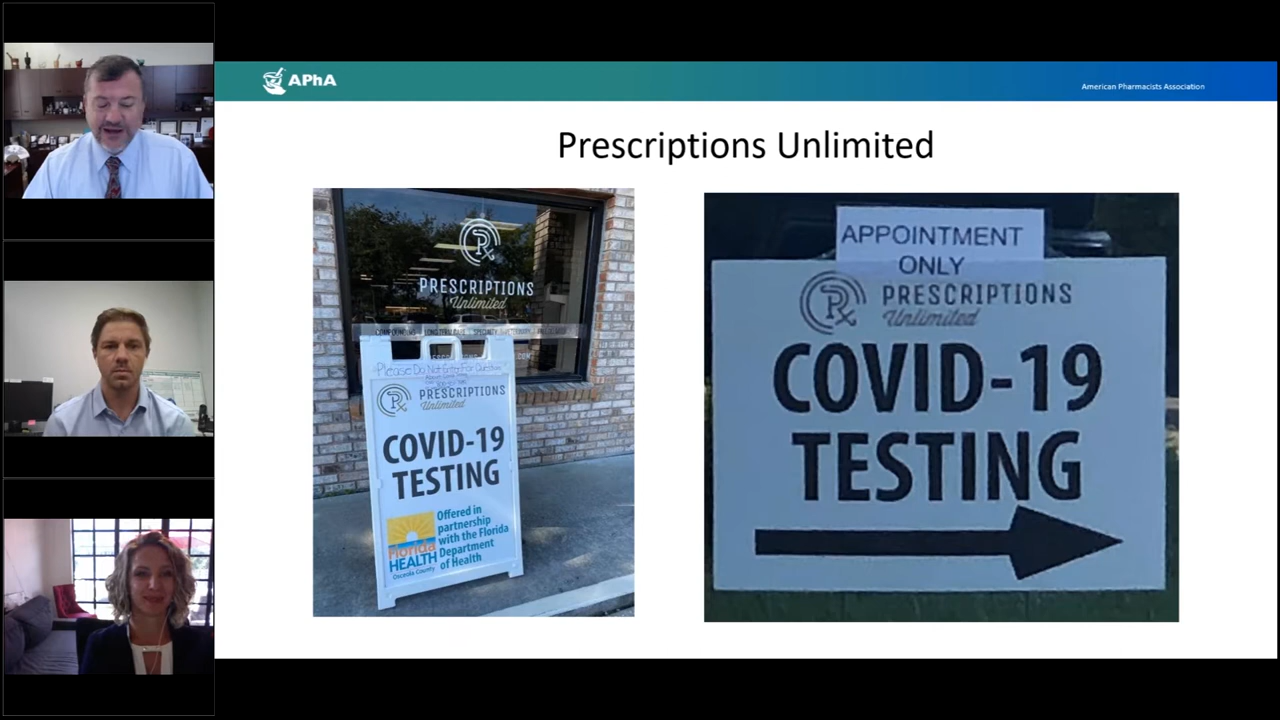 APhA
American Pharmacists Association
Prescriptions Unlimited
PRESCRIPTIONS
Unlimited
Please Do Not Enter For Questions
PRESCRIPTIONS
Unlimited
COVID-19
TESTING
Offered in
partnership
with the Florida
Department
of Health
Florida
HEALTH
Osceola County
APPOINTMENT
ONLY
PRESCRIPTIONS
Unlimited
COVID-19
TESTING